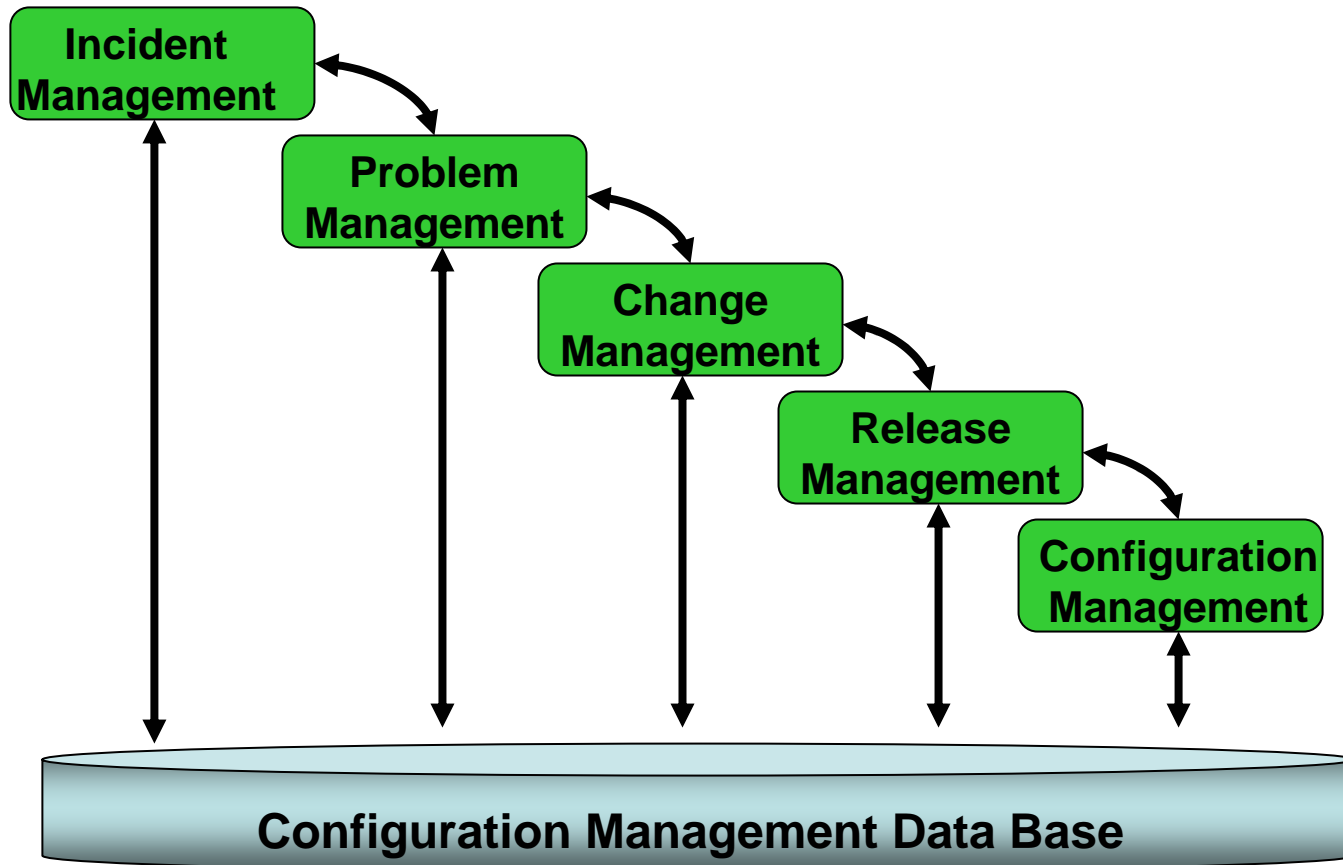 Incident
Management
Problem
Management
Change
Management
Release
Management
Configuration
Management
Configuration Management Data Base